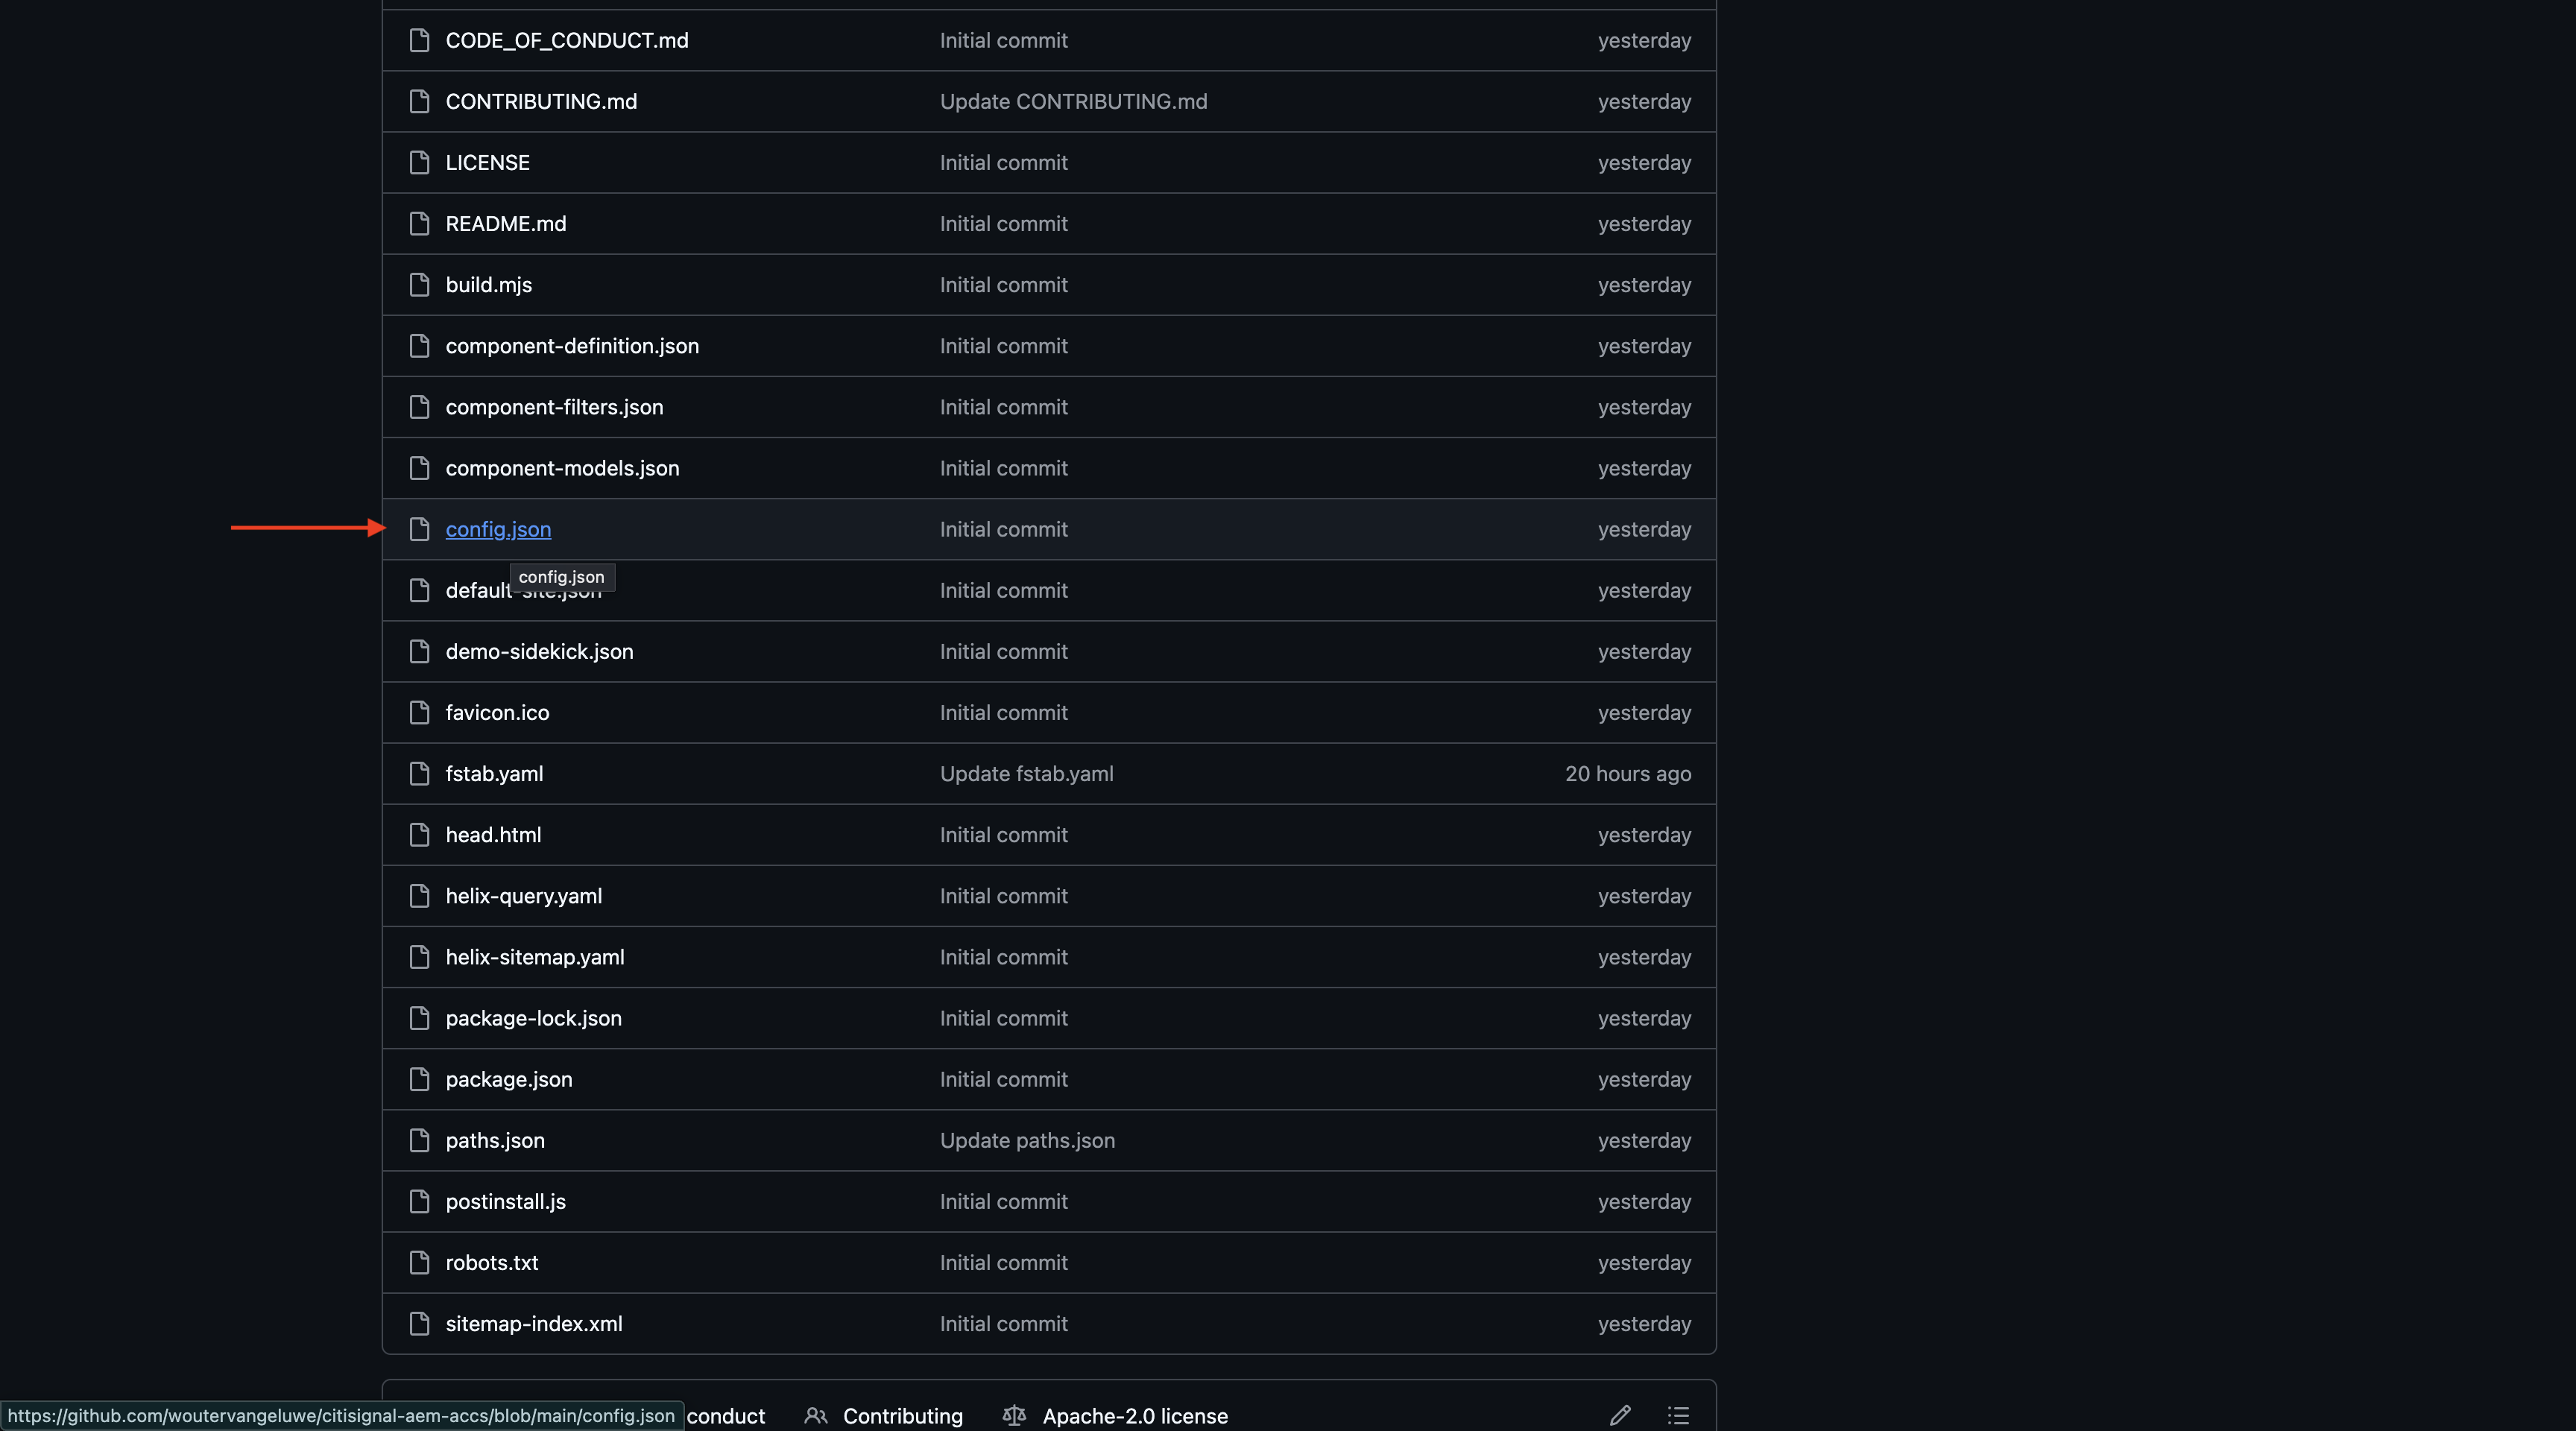 CODE_OF_CONDUCT.md Initial commit yesterday
CONTRIBUTING.md Update CONTRIBUTING.md yesterday
LICENSE Initial commit yesterday
README.md Initial commit yesterday
build.mjs Initial commit yesterday
component-definition.json Initial commit yesterday
component-filters.json Initial commit yesterday
component-models.json Initial commit yesterday
config.json Initial commit yesterday
config.json
default-site.json Initial commit yesterday
demo-sidekick.json Initial commit yesterday
favicon.ico Initial commit yesterday
fstab.yaml Update fstab.yaml 20 hours ago
head.html Initial commit yesterday
helix-query.yaml Initial commit yesterday
helix-sitemap.yaml Initial commit yesterday
package-lock.json Initial commit yesterday
package.json Initial commit yesterday
paths.json Update paths.json yesterday
postinstall.js Initial commit yesterday
robots.txt Initial commit yesterday
sitemap-index.xml Initial commit yesterday
https://github.com/woutervangeluwe/citisignal-aem-accs/blob/main/config.json conduct Contributing Apache-2.0 license